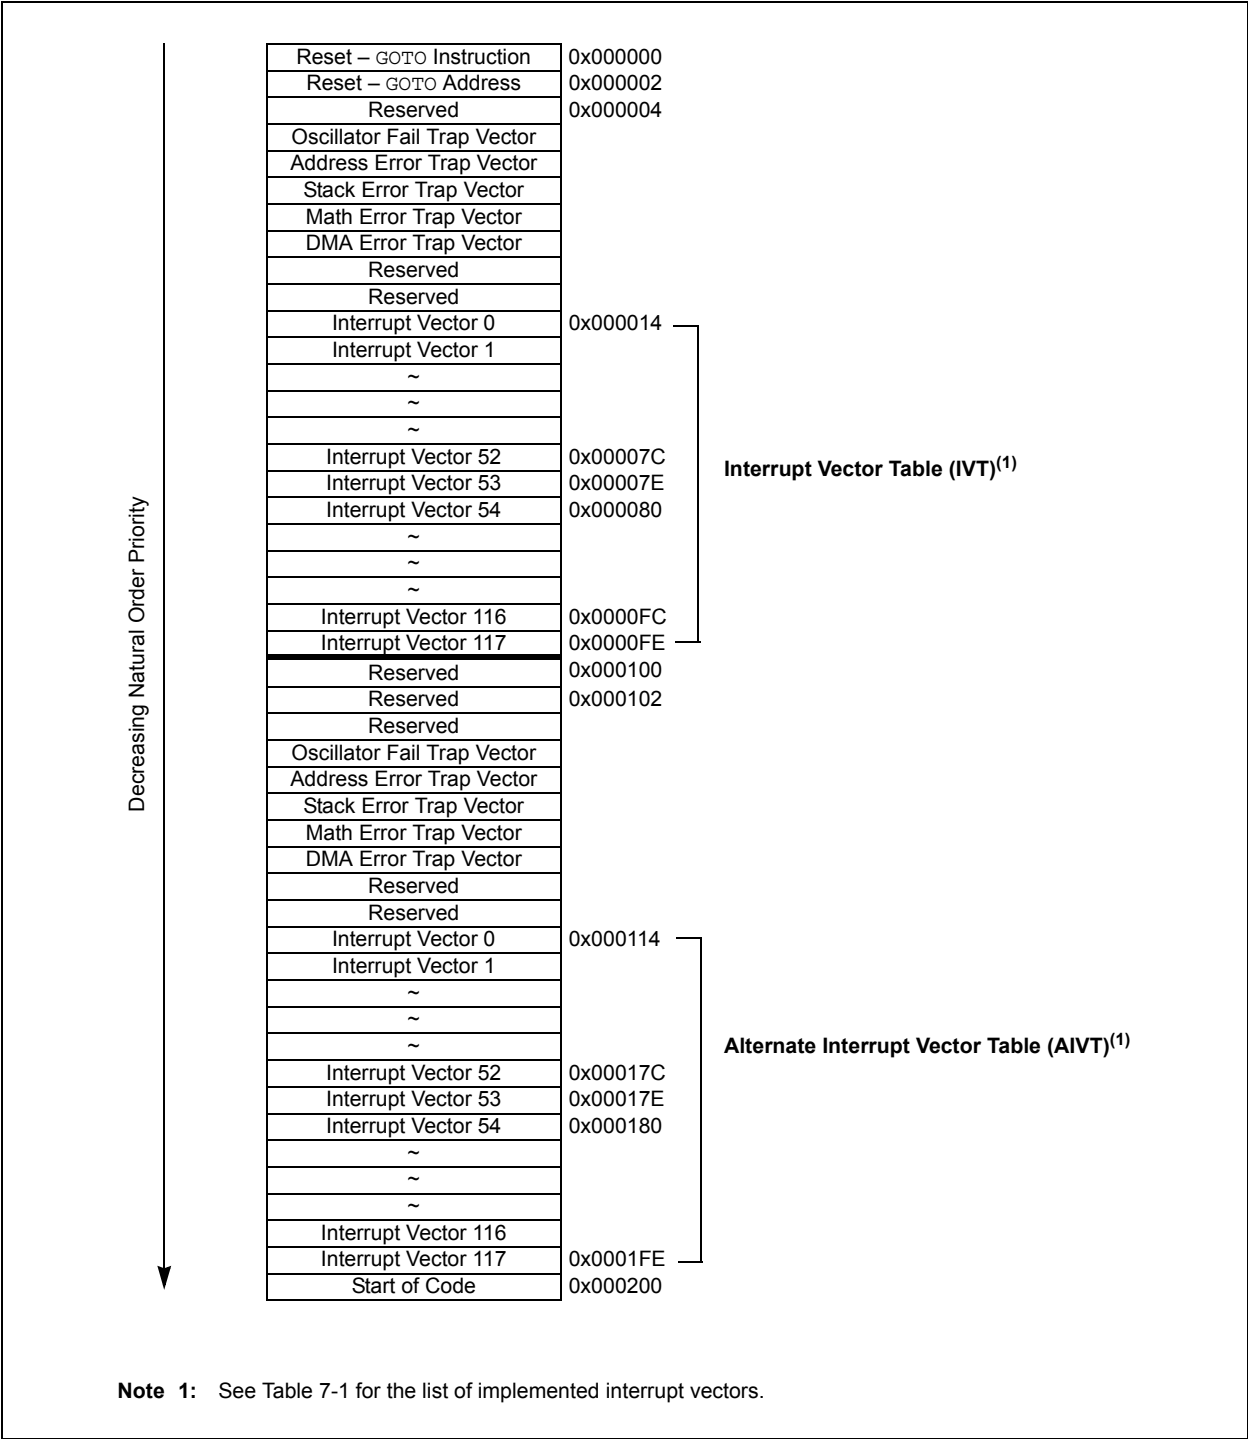 Reset – GOTO Instruction 0x000000
Reset – GOTO Address 0x000002
Reserved 0x000004
Oscillator Fail Trap Vector
Address Error Trap Vector
Stack Error Trap Vector
Math Error Trap Vector
DMA Error Trap Vector
Reserved
Reserved
Interrupt Vector 0 0x000014
Interrupt Vector 1
~
~
~
Interrupt Vector 52 0x00007C
Interrupt Vector Table (IVT)(1)
Interrupt Vector 53 0x00007E
Interrupt Vector 54 0x000080
~
~
~
Interrupt Vector 116 0x0000FC
Interrupt Vector 117 0x0000FE
Decreasing Natural Order Priority
Reserved 0x000100
Reserved 0x000102
Reserved
Oscillator Fail Trap Vector
Address Error Trap Vector
Stack Error Trap Vector
Math Error Trap Vector
DMA Error Trap Vector
Reserved
Reserved
Interrupt Vector 0 0x000114
Interrupt Vector 1
~
~
~
Alternate Interrupt Vector Table (AIVT)(1)
Interrupt Vector 52 0x00017C
Interrupt Vector 53 0x00017E
Interrupt Vector 54 0x000180
~
~
~
Interrupt Vector 116
Interrupt Vector 117 0x0001FE
Start of Code 0x000200
Note 1: See Table 7-1 for the list of implemented interrupt vectors.